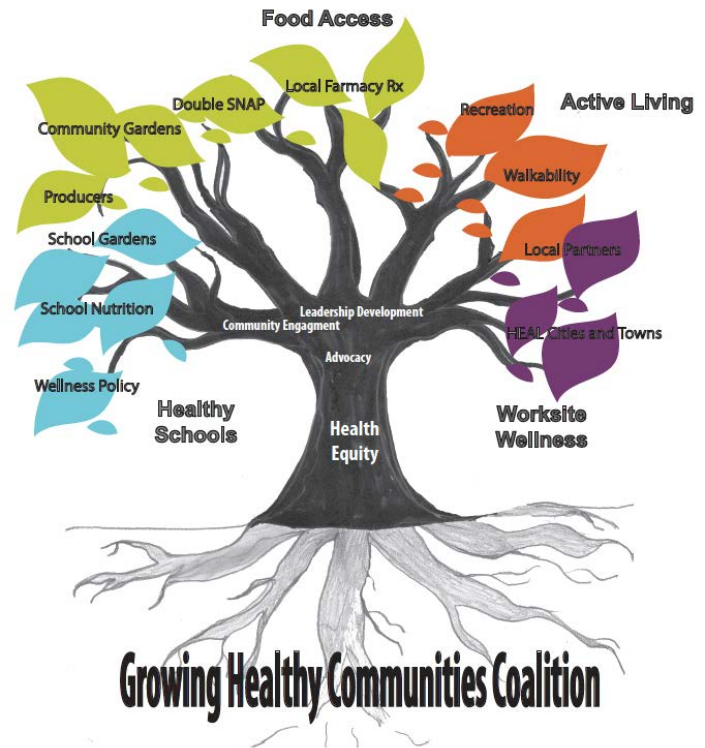 Food Access
Double SNAP
Local Farmacy Rx
Community Gardens
Producers
Recreation
Active Living
Walkability
School Gardens
School Nutrition
Wellness Policy
Healthy
Schools
Local Partners
HEAL Cities and Towns
Worksite
Wellness
Leadership Development
Community Engagment
Advocacy
Health
Equity
Growing Healthy Communities Coalition